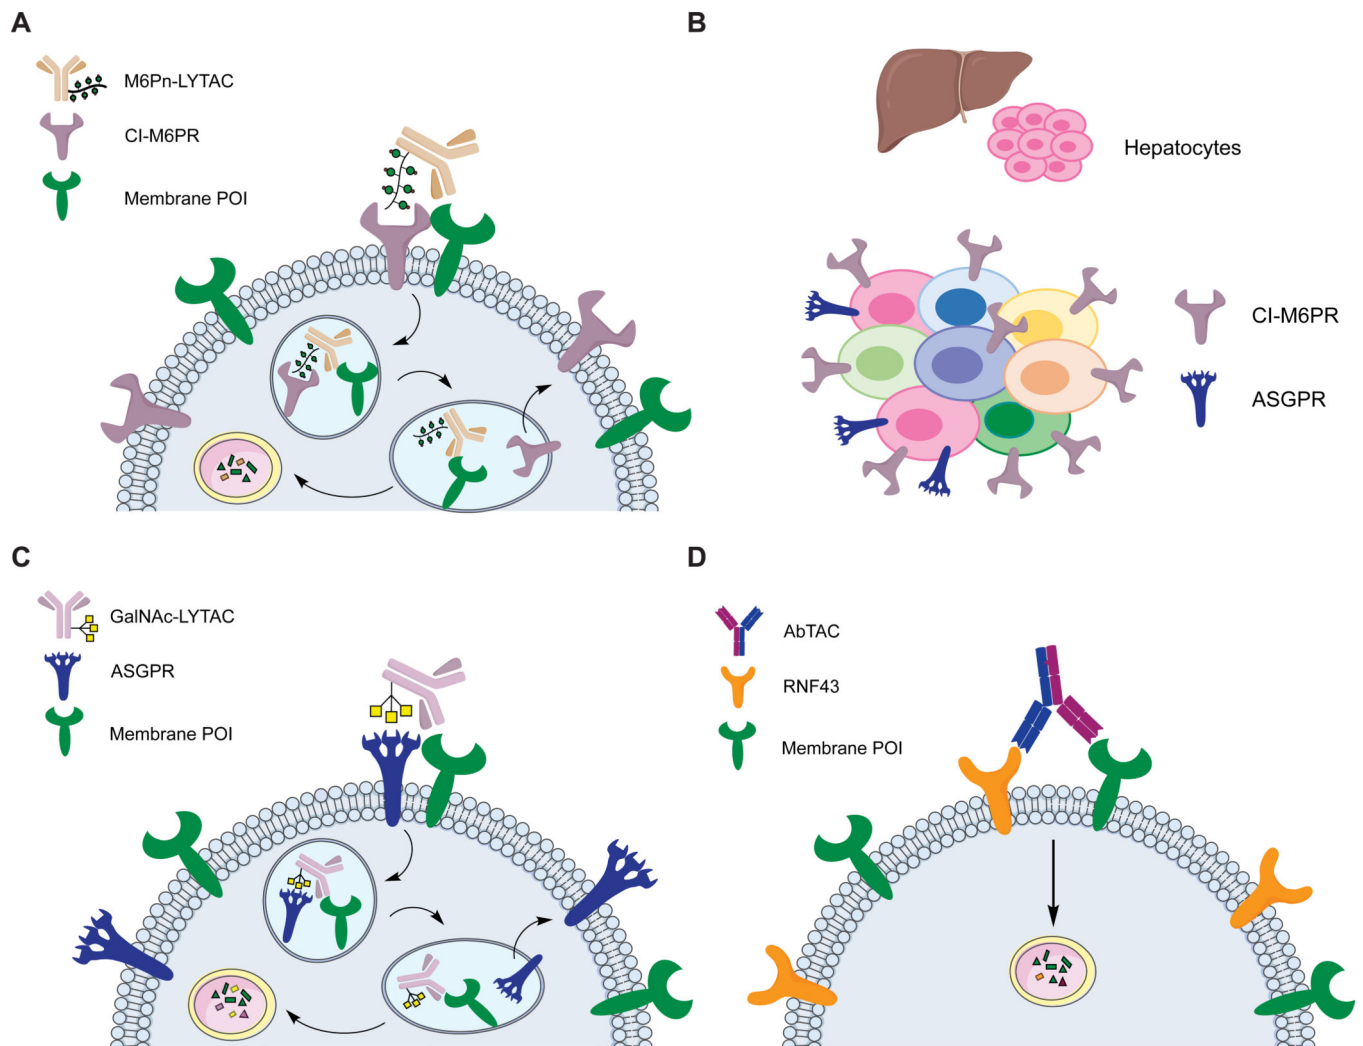 A
M6Pn-LYTAC
CI-M6PR
Membrane POI
B
Hepatocytes
CI-M6PR
ASGPR
C
GalNAc-LYTAC
ASGPR
Membrane POI
D
AbTAC
RNF43
Membrane POI